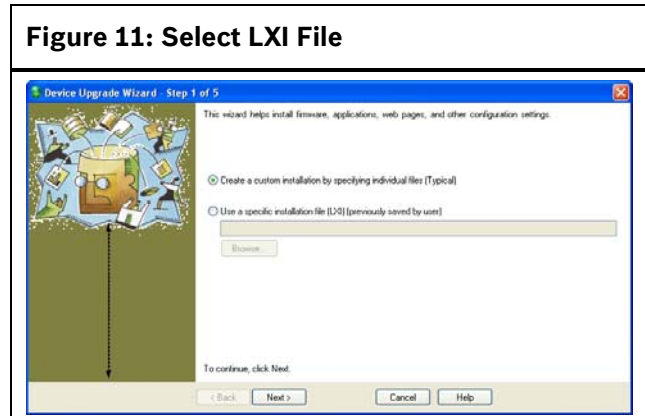 Figure 11: Select LXI File
Device Upgrade Wizard - Step 1 of 5
This wizard helps install firmware, applications, web pages, and other configuration settings.
Create a custom installation by specifying individual files (Typical)
Use a specific installation file (LXI) (previously saved by user)
Browse...
To continue, click Next.
< Back
Next >
Cancel
Help